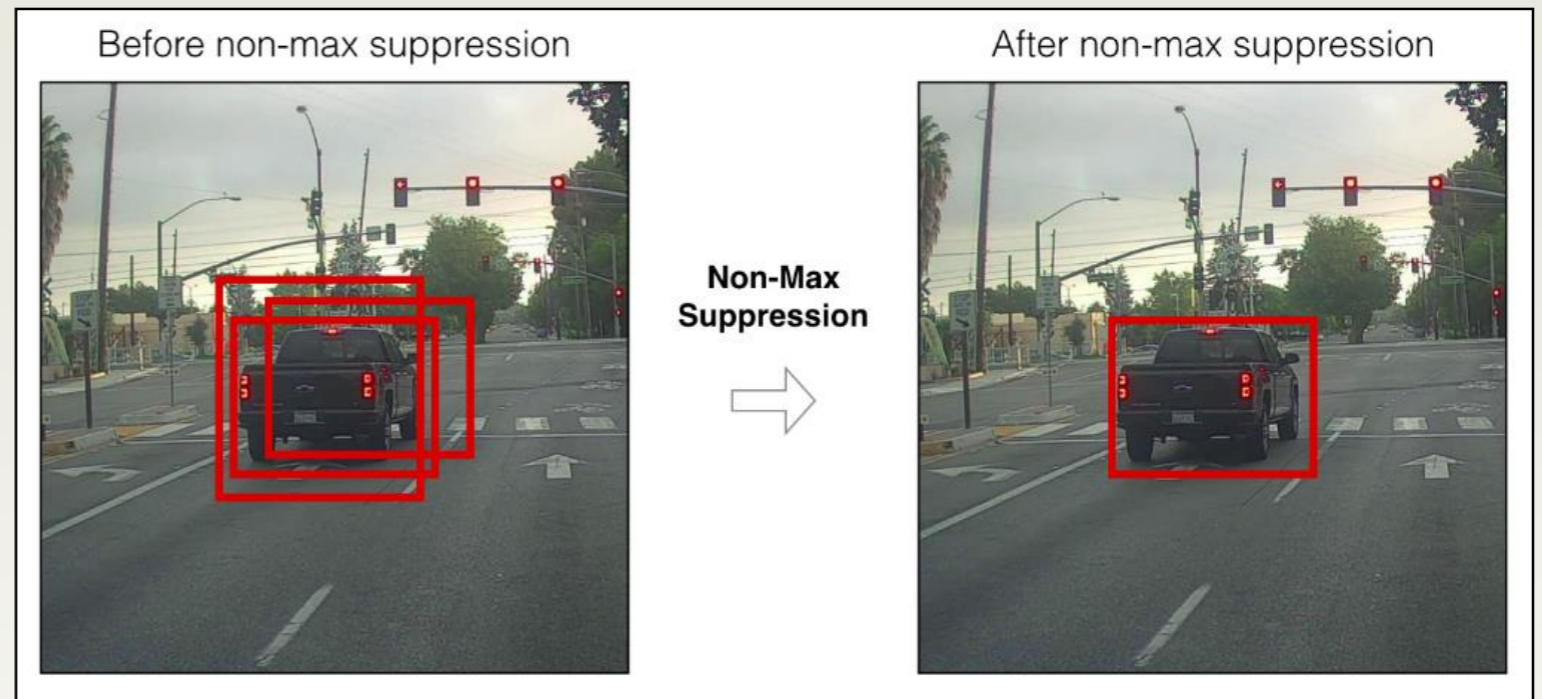 Before non-max suppression
After non-max suppression
Non-Max
Suppression